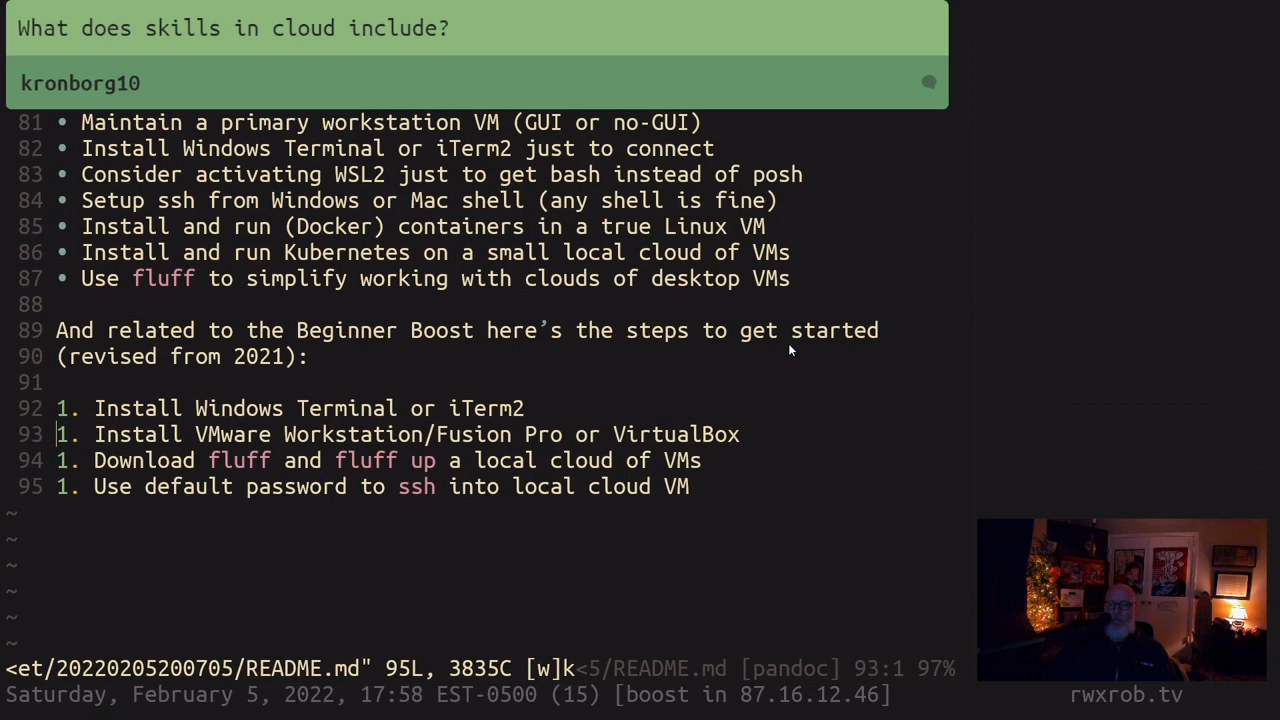 What does skills in cloud include?
kronborg10
81 • Maintain a primary workstation VM (GUI or no-GUI)
82 • Install Windows Terminal or iTerm2 just to connect
83 • Consider activating WSL2 just to get bash instead of posh
84 • Setup ssh from Windows or Mac shell (any shell is fine)
85 • Install and run (Docker) containers in a true Linux VM
86 • Install and run Kubernetes on a small local cloud of VMs
87 • Use fluff to simplify working with clouds of desktop VMs
88
89 And related to the Beginner Boost here’s the steps to get started
90 (revised from 2021):
91
92 1. Install Windows Terminal or iTerm2
93 1. Install VMware Workstation/Fusion Pro or VirtualBox
94 1. Download fluff and fluff up a local cloud of VMs
95 1. Use default password to ssh into local cloud VM
~
~
~
~
~
~
<et/20220205200705/README.md" 95L, 3835C [w]k<5/README.md [pandoc] 93:1 97%
Saturday, February 5, 2022, 17:58 EST-0500 (15) [boost in 87.16.12.46]
rwxrob.tv